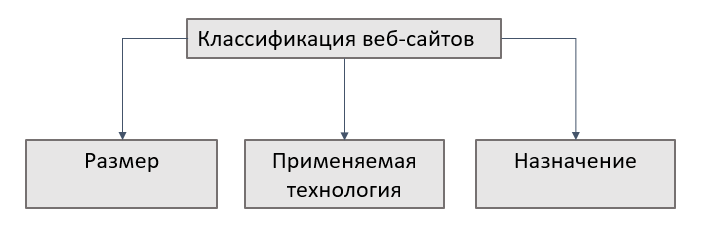 Классификация веб-сайтов
Размер
Применяемая
технология
Назначение